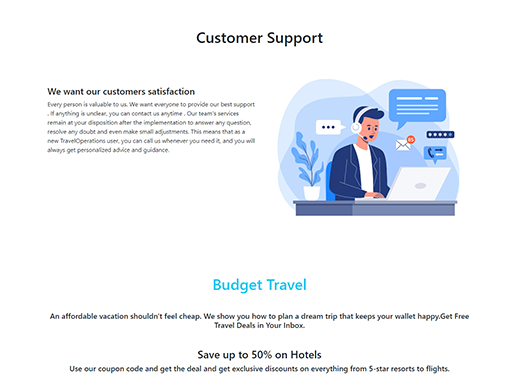 Customer Support
We want our customers satisfaction
Every person is valuable to us. We want everyone to provide our best support
. If anything is unclear, you can contact us anytime . Our team's services
remain at your disposition after the implementation to answer any question,
resolve any doubt and even make small adjustments. This means that as a
new TravelOperations user, you can call us whenever you need it, and you will
always get personalized advice and guidance.
Budget Travel
An affordable vacation shouldn't feel cheap. We show you how to plan a dream trip that keeps your wallet happy.Get Free
Travel Deals in Your Inbox.
Save up to 50% on Hotels
Use our coupon code and get the deal and get exclusive discounts on everything from 5-star resorts to flights.